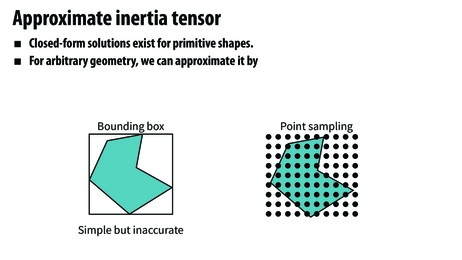 Approximate inertia tensor
Closed-form solutions exist for primitive shapes.
For arbitrary geometry, we can approximate it by
Bounding box
Point sampling
Simple but inaccurate